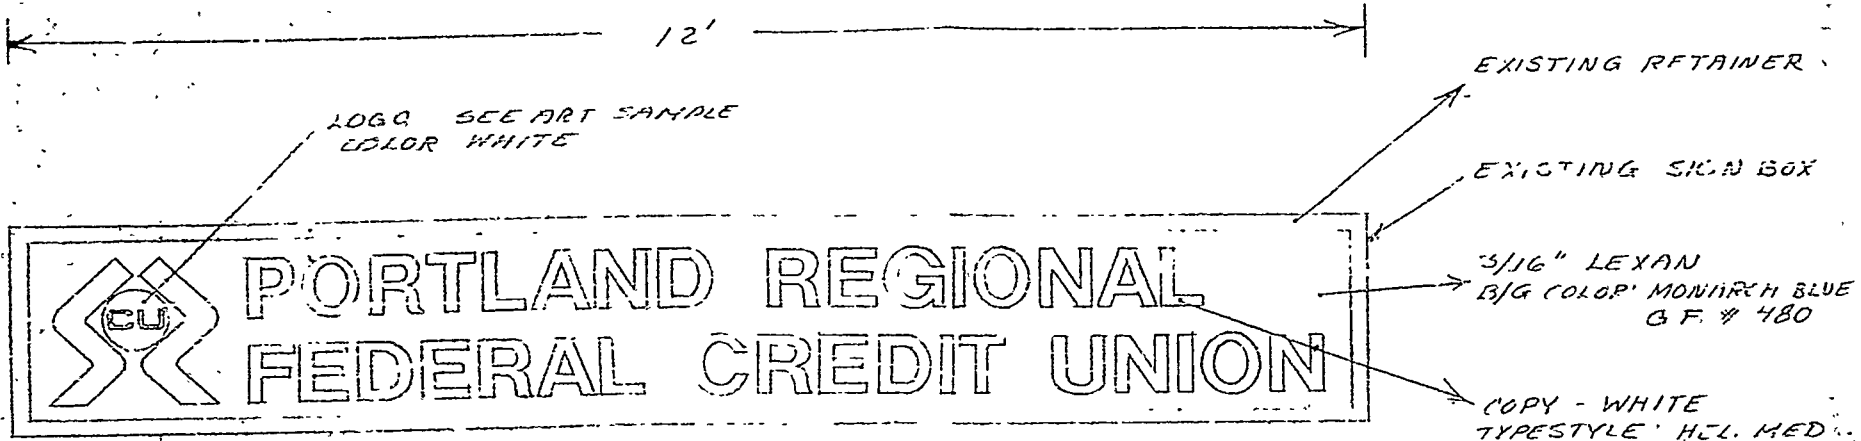 12'
EXISTING RETAINER
LOGO SEE ART SAMPLE
COLOR WHITE
EXISTING SIGN BOX
CU
PORTLAND REGIONAL
FEDERAL CREDIT UNION
3/16" LEXAN
B/G COLOR: MONARCH BLUE
G.F. # 480
COPY - WHITE
TYPESTYLE: HEL. MED.